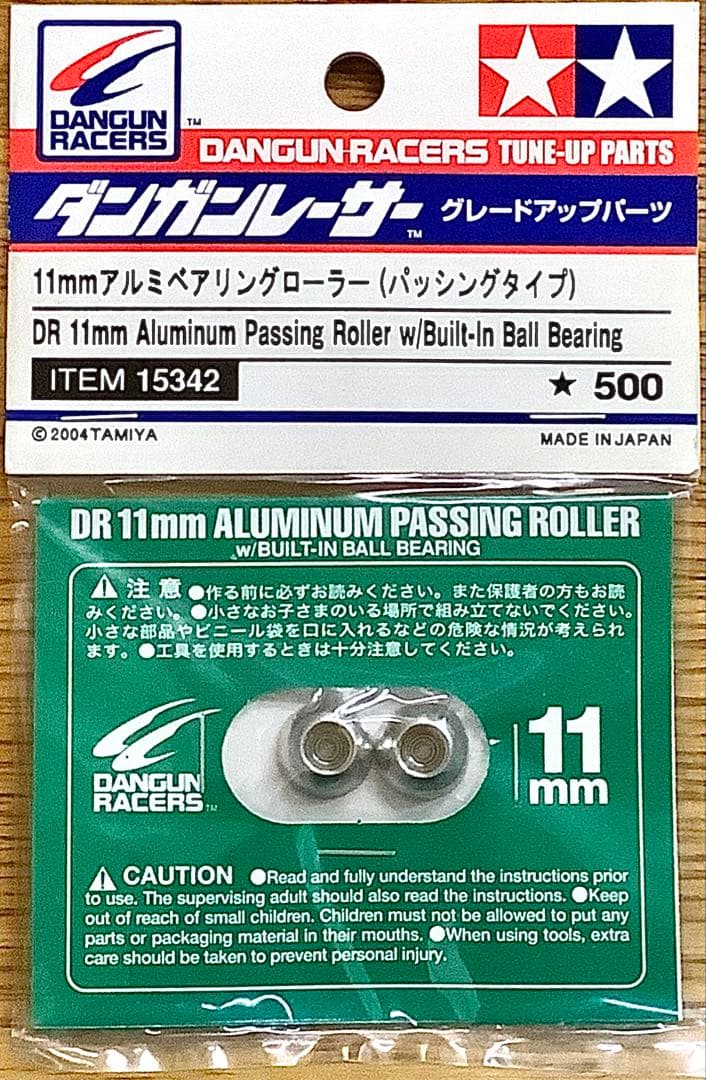 DANGUN
RACERS
™
DANGUN-RACERS TUNE-UP PARTS
ダンガンレーサー™ グレードアップパーツ
11mmアルミベアリングローラー（パッシングタイプ）
DR 11mm Aluminum Passing Roller w/Built-In Ball Bearing
ITEM 15342
★ 500
©2004TAMIYA
MADE IN JAPAN
DR 11mm ALUMINUM PASSING ROLLER
w/BUILT-IN BALL BEARING
⚠注意 ●作る前に必ずお読みください。また保護者の方もお読
みください。●小さなお子さまのいる場所で組み立てないでください。
小さな部品やビニール袋を口に入れるなどの危険な情況が考えられ
ます。●工具を使用するときは十分注意してください。
DANGUN
RACERS™
11
mm
⚠CAUTION ●Read and fully understand the instructions prior
to use. The supervising adult should also read the instructions. ●Keep
out of reach of small children. Children must not be allowed to put any
parts or packaging material in their mouths. ●When using tools, extra
care should be taken to prevent personal injury.